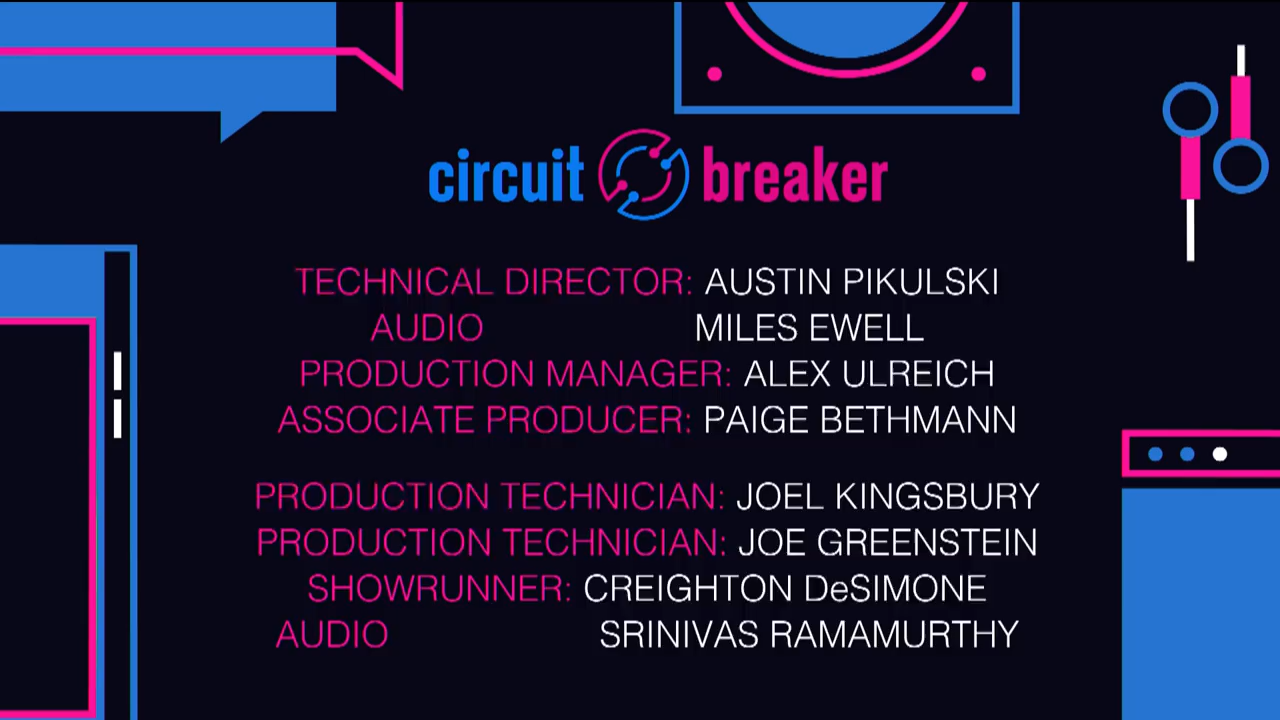 circuit breaker
TECHNICAL DIRECTOR: AUSTIN PIKULSKI
AUDIO MILES EWELL
PRODUCTION MANAGER: ALEX ULREICH
ASSOCIATE PRODUCER: PAIGE BETHMANN
PRODUCTION TECHNICIAN: JOEL KINGSBURY
PRODUCTION TECHNICIAN: JOE GREENSTEIN
SHOWRUNNER: CREIGHTON DeSIMONE
AUDIO SRINIVAS RAMAMURTHY